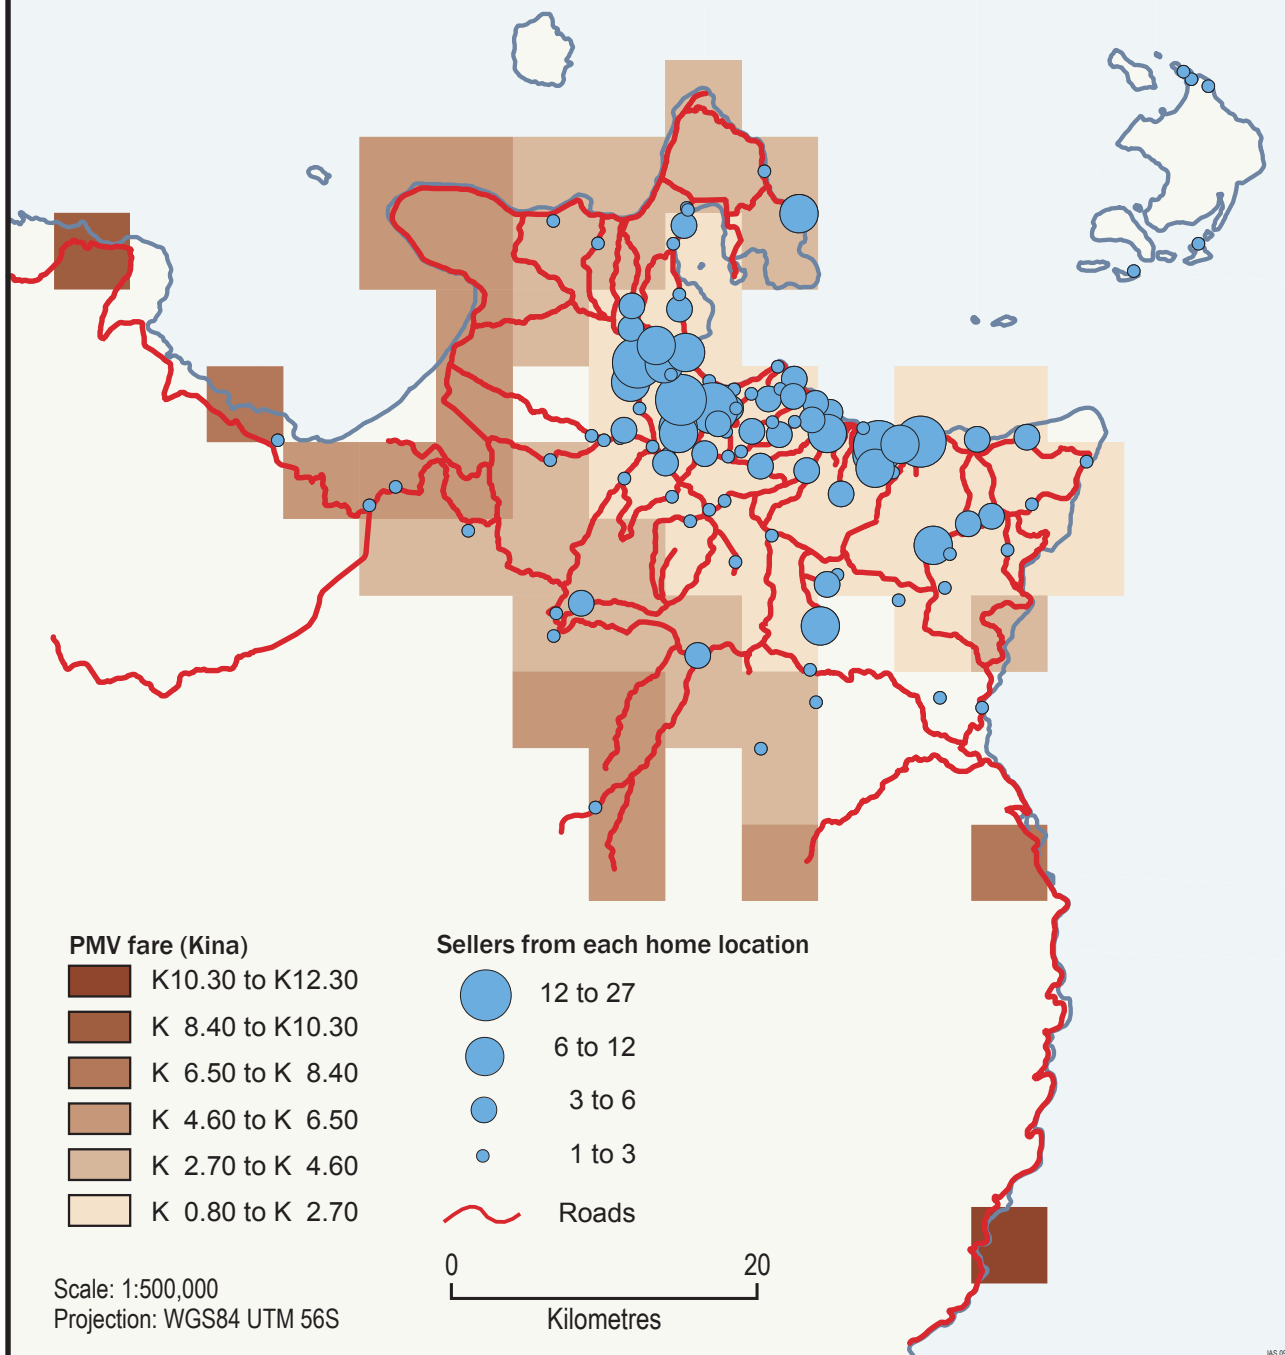 PMV fare (Kina)
K10.30 to K12.30
K 8.40 to K10.30
K 6.50 to K 8.40
K 4.60 to K 6.50
K 2.70 to K 4.60
K 0.80 to K 2.70
Scale: 1:500,000
Projection: WGS84 UTM 56S
Sellers from each home location
12 to 27
6 to 12
3 to 6
1 to 3
Roads
0 20
Kilometres